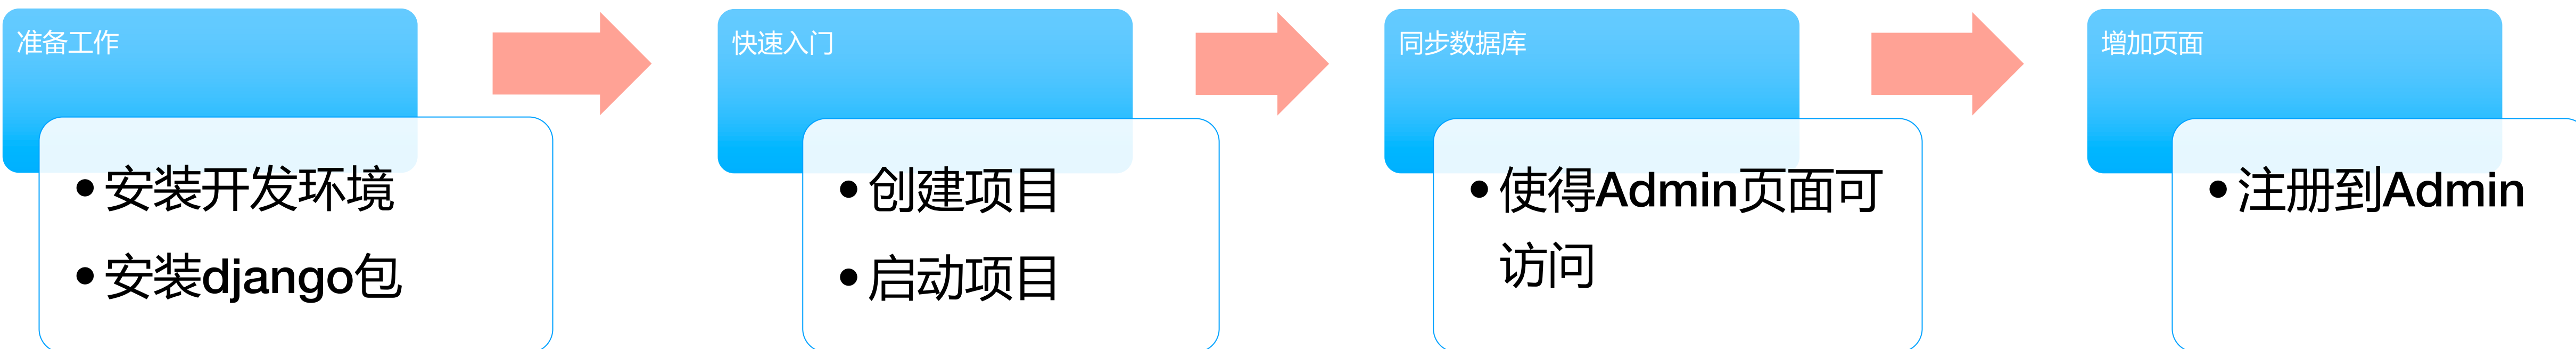 准备工作
• 安装开发环境
• 安装django包
快速入门
• 创建项目
• 启动项目
同步数据库
• 使得Admin页面可
访问
增加页面
• 注册到Admin